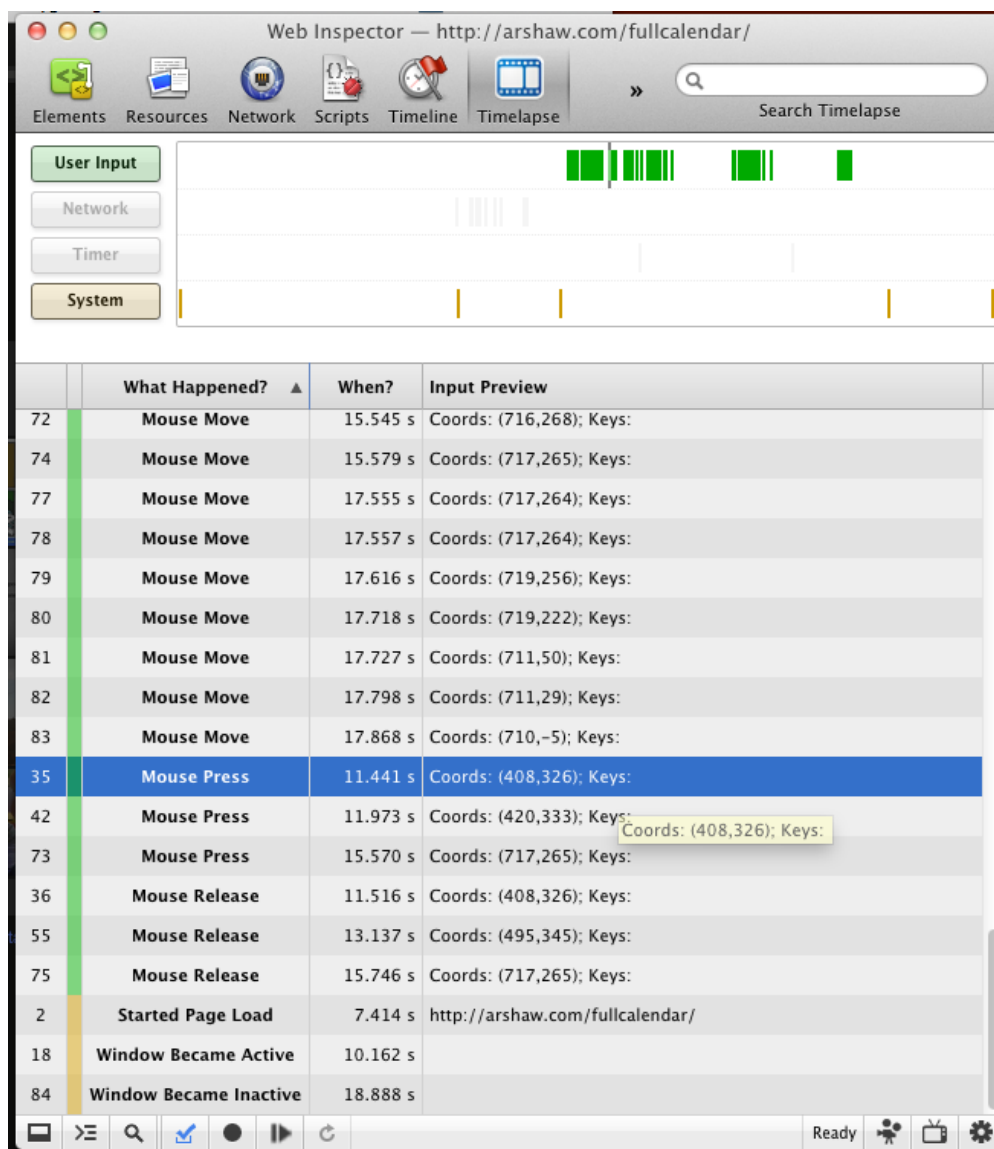 Web Inspector — http://arshaw.com/fullcalendar/
Elements Resources Network Scripts Timeline Timelapse » Search Timelapse
User Input
Network
Timer
System
What Happened? ▲ When? Input Preview
72 Mouse Move 15.545 s Coords: (716,268); Keys:
74 Mouse Move 15.579 s Coords: (717,265); Keys:
77 Mouse Move 17.555 s Coords: (717,264); Keys:
78 Mouse Move 17.557 s Coords: (717,264); Keys:
79 Mouse Move 17.616 s Coords: (719,256); Keys:
80 Mouse Move 17.718 s Coords: (719,222); Keys:
81 Mouse Move 17.727 s Coords: (711,50); Keys:
82 Mouse Move 17.798 s Coords: (711,29); Keys:
83 Mouse Move 17.868 s Coords: (710,−5); Keys:
35 Mouse Press 11.441 s Coords: (408,326); Keys:
42 Mouse Press 11.973 s Coords: (420,333); Keys:
Coords: (408,326); Keys:
73 Mouse Press 15.570 s Coords: (717,265); Keys:
36 Mouse Release 11.516 s Coords: (408,326); Keys:
55 Mouse Release 13.137 s Coords: (495,345); Keys:
75 Mouse Release 15.746 s Coords: (717,265); Keys:
2 Started Page Load 7.414 s http://arshaw.com/fullcalendar/
18 Window Became Active 10.162 s
84 Window Became Inactive 18.888 s
Ready